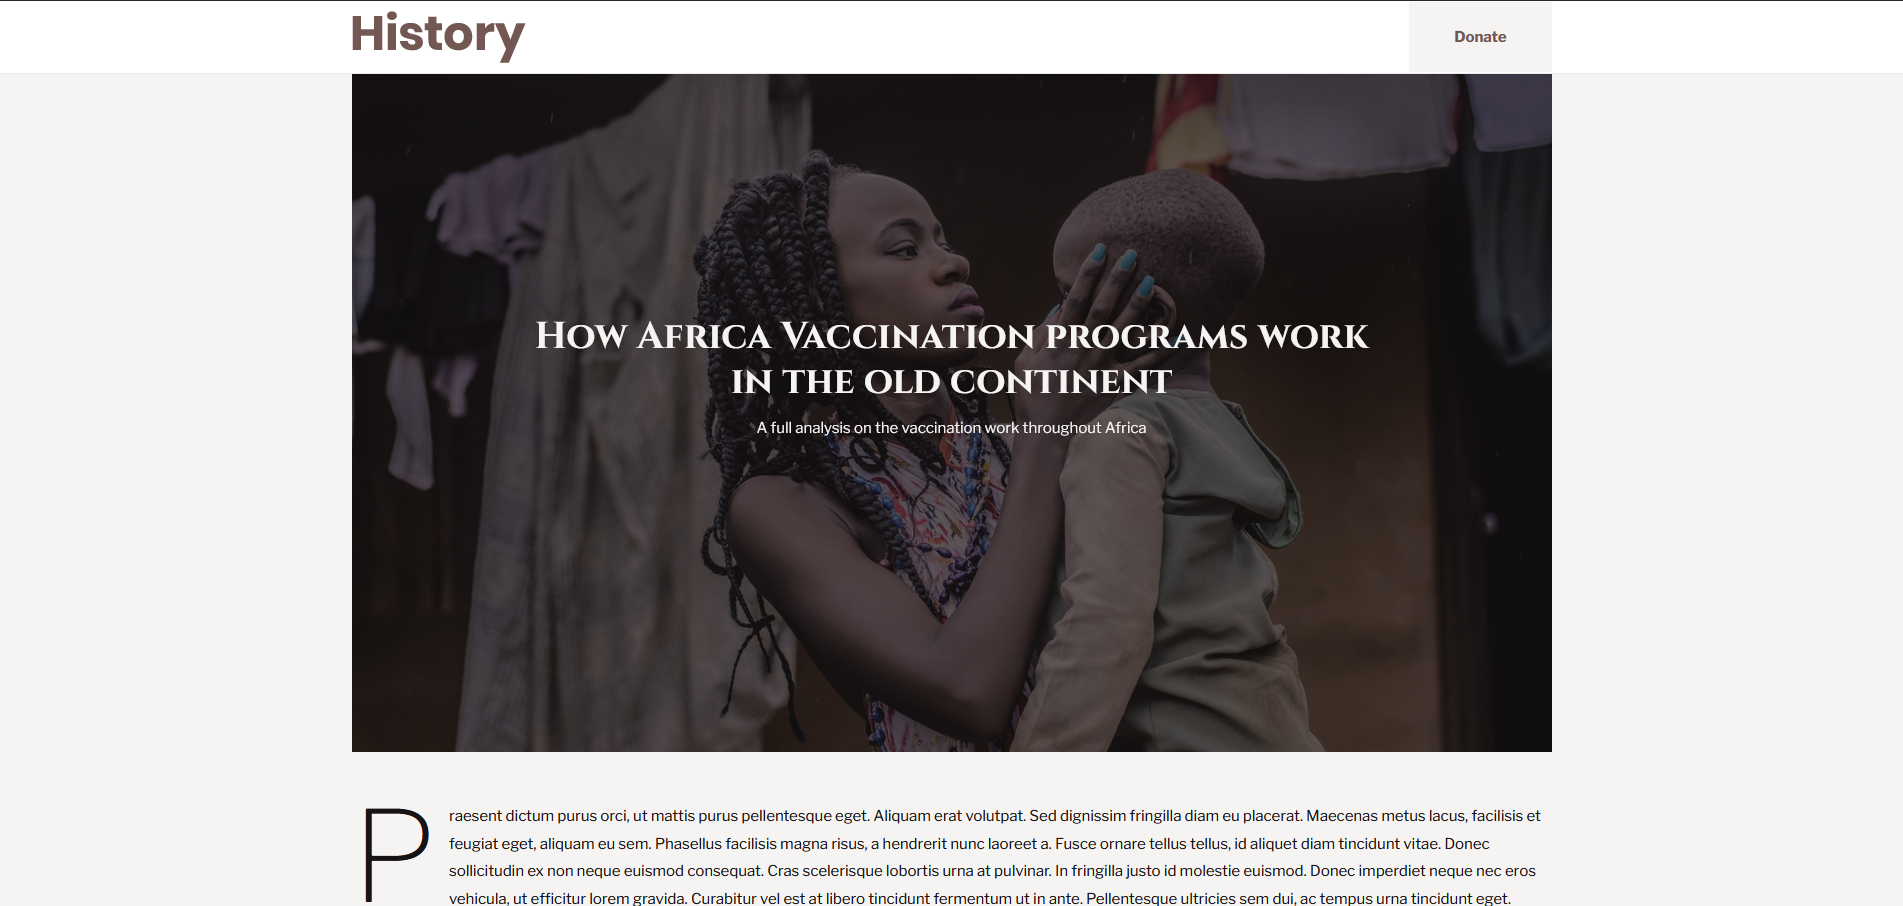 History
Donate
How Africa Vaccination programs work
in the old continent
A full analysis on the vaccination work throughout Africa
Praesent dictum purus orci, ut mattis purus pellentesque eget. Aliquam erat volutpat. Sed dignissim fringilla diam eu placerat. Maecenas metus lacus, facilisis et
feugiat eget, aliquam eu sem. Phasellus facilisis magna risus, a hendrerit nunc laoreet a. Fusce ornare tellus tellus, id aliquet diam tincidunt vitae. Donec
sollicitudin ex non neque euismod consequat. Cras scelerisque lobortis urna at pulvinar. In fringilla justo id molestie euismod. Donec imperdiet neque nec eros
vehicula, ut efficitur lorem gravida. Curabitur vel est at libero tincidunt fermentum ut in ante. Pellentesque ultricies sem dui, ac tempus urna tincidunt eget.